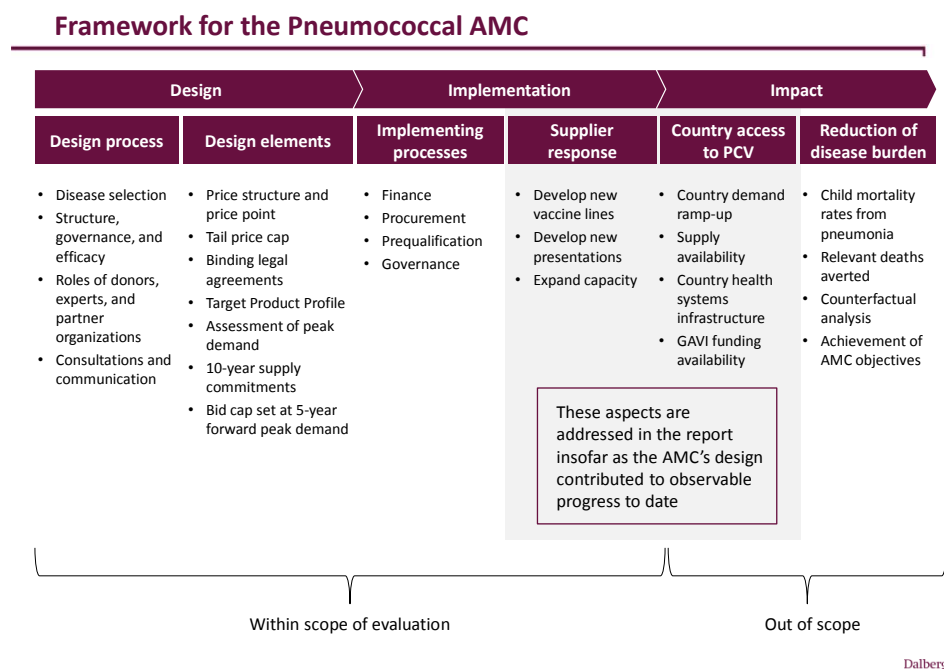 Framework for the Pneumococcal AMC
Design
Implementation
Impact
Design process
Design elements
Implementing
processes
Supplier
response
Country access
to PCV
Reduction of
disease burden
• Disease selection
• Structure,
governance, and
efficacy
• Roles of donors,
experts, and
partner
organizations
• Consultations and
communication
• Price structure and
price point
• Tail price cap
• Binding legal
agreements
• Target Product Profile
• Assessment of peak
demand
• 10-year supply
commitments
• Bid cap set at 5-year
forward peak demand
• Finance
• Procurement
• Prequalification
• Governance
• Develop new
vaccine lines
• Develop new
presentations
• Expand capacity
• Country demand
ramp-up
• Supply
availability
• Country health
systems
infrastructure
• GAVI funding
availability
• Child mortality
rates from
pneumonia
• Relevant deaths
averted
• Counterfactual
analysis
• Achievement of
AMC objectives
These aspects are
addressed in the report
insofar as the AMC's design
contributed to observable
progress to date
Within scope of evaluation
Out of scope
Dalberg